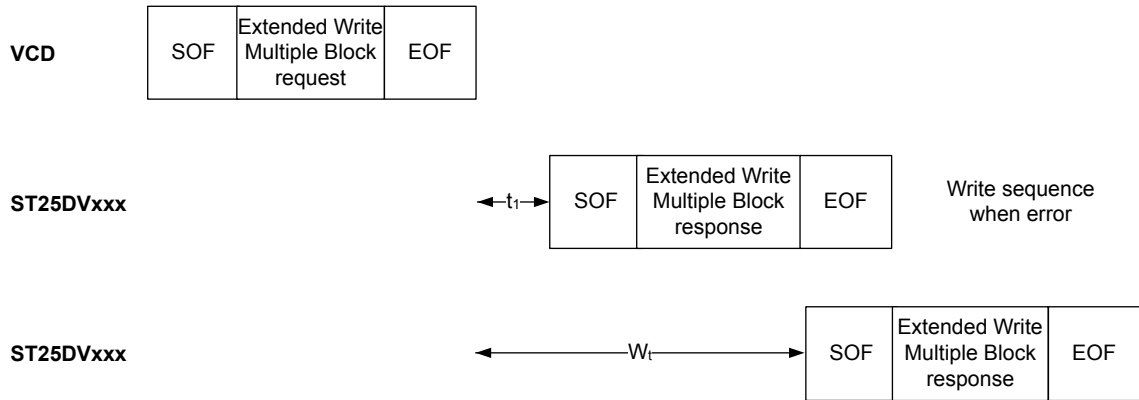 VCD
SOF
Extended Write
Multiple Block
request
EOF
ST25DVxxx
t1
SOF
Extended Write
Multiple Block
response
EOF
Write sequence
when error
ST25DVxxx
Wt
SOF
Extended Write
Multiple Block
response
EOF